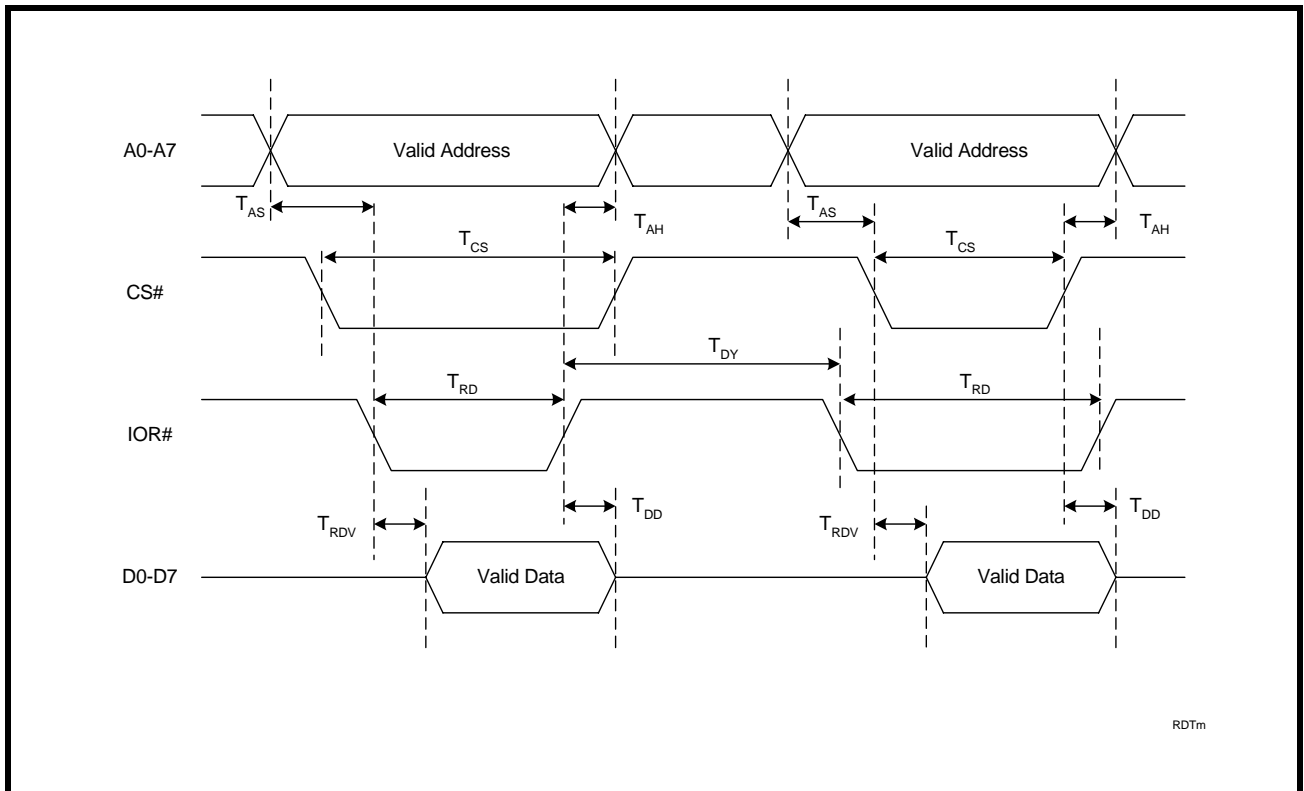 A0-A7 Valid Address Valid Address
TAS TAH TAS TAH
TCS TCS
CS#
TDY
TRD TRD
IOR#
TRDV TDD TRDV TDD
D0-D7 Valid Data Valid Data
RDTm